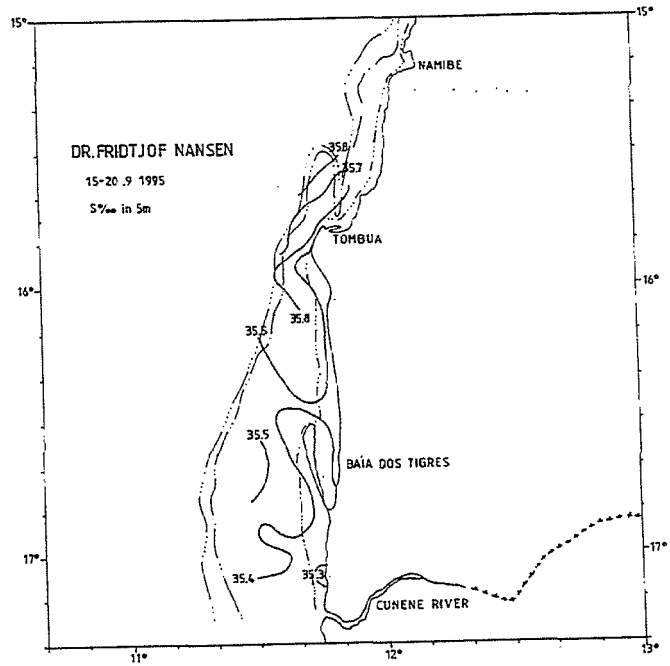 15°
15°
NAMIBE
DR.FRIDTJOF NANSEN
15-20 .9 1995
S‰ in 5m
35.8
35.7
TOMBUA
16°
16°
35.8
35.5
35.5
BAÍA DOS TIGRES
17°
17°
35.4
35.3
CUNENE RIVER
11°
12°
13°